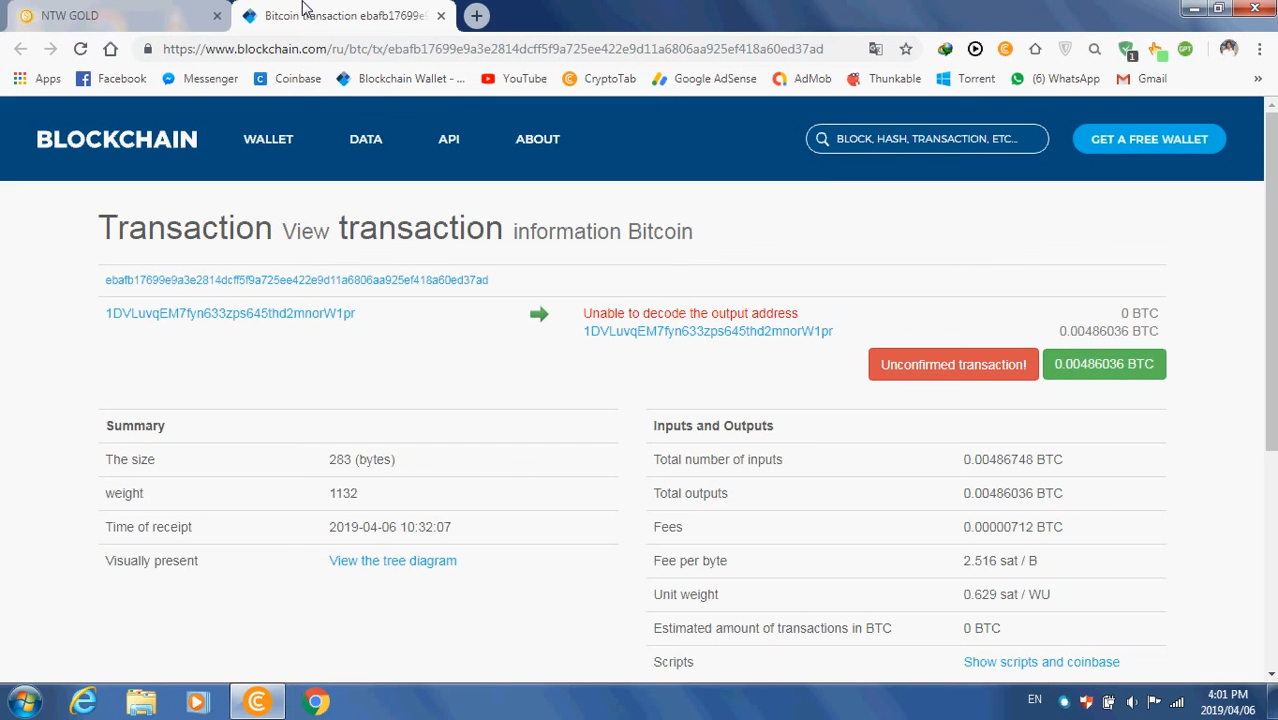 NTW GOLD
Bitcoin transaction ebafb17699e9
https://www.blockchain.com/ru/btc/tx/ebafb17699e9a3e2814dcff5f9a725ee422e9d11a6806aa925ef418a60ed37ad
GPT
1
Apps Facebook Messenger Coinbase Blockchain Wallet - ... YouTube CryptoTab Google AdSense AdMob Thunkable Torrent (6) WhatsApp Gmail »
BLOCKCHAIN WALLET DATA API ABOUT BLOCK, HASH, TRANSACTION, ETC... GET A FREE WALLET
Transaction View transaction information Bitcoin
ebafb17699e9a3e2814dcff5f9a725ee422e9d11a6806aa925ef418a60ed37ad
1DVLuvqEM7fyn633zps645thd2mnorW1pr Unable to decode the output address 0 BTC
1DVLuvqEM7fyn633zps645thd2mnorW1pr 0.00486036 BTC
Unconfirmed transaction! 0.00486036 BTC
Summary Inputs and Outputs
The size 283 (bytes) Total number of inputs 0.00486748 BTC
weight 1132 Total outputs 0.00486036 BTC
Time of receipt 2019-04-06 10:32:07 Fees 0.00000712 BTC
Visually present View the tree diagram Fee per byte 2.516 sat / B
Unit weight 0.629 sat / WU
Estimated amount of transactions in BTC 0 BTC
Scripts Show scripts and coinbase
EN 4:01 PM
2019/04/06